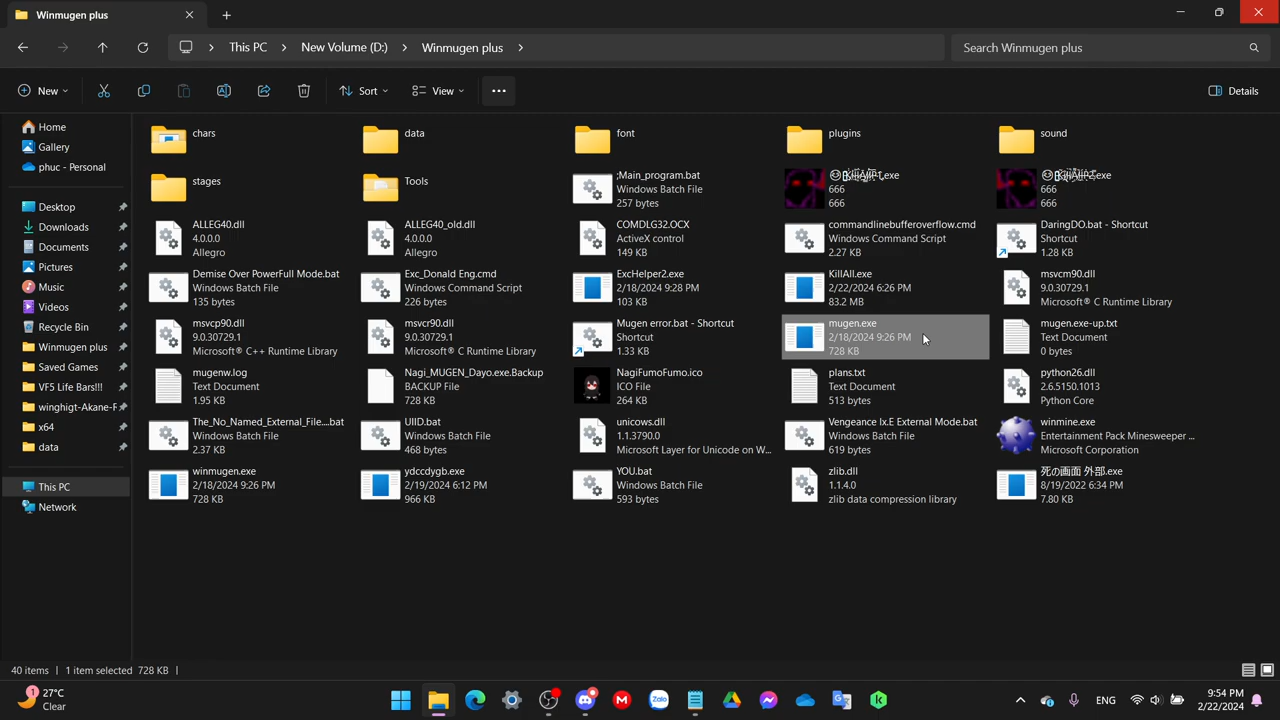 Winmugen plus
This PC
New Volume (D:)
Winmugen plus
Search Winmugen plus
New
Sort
View
Details
Home
Gallery
phuc - Personal
Desktop
Downloads
Documents
Pictures
Music
Videos
Recycle Bin
Winmugen plus
Saved Games
VF5 Life Bars!!!
winghigt-Akane-F
x64
data
This PC
Network
chars
data
font
plugins
sound
stages
Tools
;Main_program.bat
Windows Batch File
257 bytes
.exe
666
.exe
666
ALLEG40.dll
4.0.0.0
Allegro
ALLEG40_old.dll
4.0.0.0
Allegro
COMDLG32.OCX
ActiveX control
149 KB
commandlinebufferoverflow.cmd
Windows Command Script
2.27 KB
DaringDO.bat - Shortcut
Shortcut
1.28 KB
Demise Over PowerFull Mode.bat
Windows Batch File
135 bytes
Exc_Donald Eng.cmd
Windows Command Script
226 bytes
ExcHelper2.exe
2/18/2024 9:28 PM
103 KB
KillAll.exe
2/22/2024 6:26 PM
83.2 MB
msvcm90.dll
9.0.30729.1
Microsoft® C Runtime Library
msvcp90.dll
9.0.30729.1
Microsoft® C++ Runtime Library
msvcr90.dll
9.0.30729.1
Microsoft® C Runtime Library
Mugen error.bat - Shortcut
Shortcut
1.33 KB
mugen.exe
2/18/2024 9:26 PM
728 KB
mugen.exe-up.txt
Text Document
0 bytes
mugenw.log
Text Document
1.95 KB
Nagi_MUGEN_Dayo.exe.Backup
BACKUP File
728 KB
NagiFumoFumo.ico
ICO File
264 KB
plans.txt
Text Document
513 bytes
python26.dll
2.6.5150.1013
Python Core
The_No_Named_External_File....bat
Windows Batch File
2.37 KB
UIID.bat
Windows Batch File
468 bytes
unicows.dll
1.1.3790.0
Microsoft Layer for Unicode on W...
Vengeance Ix.E External Mode.bat
Windows Batch File
619 bytes
winmine.exe
Entertainment Pack Minesweeper ...
Microsoft Corporation
winmugen.exe
2/18/2024 9:26 PM
728 KB
ydccdygb.exe
2/19/2024 6:12 PM
966 KB
YOU.bat
Windows Batch File
593 bytes
zlib.dll
1.1.4.0
zlib data compression library
死の画面 外部.exe
8/19/2022 6:34 PM
7.80 KB
40 items
1 item selected 728 KB
1
27°C
Clear
Zalo
ENG
9:54 PM
2/22/2024